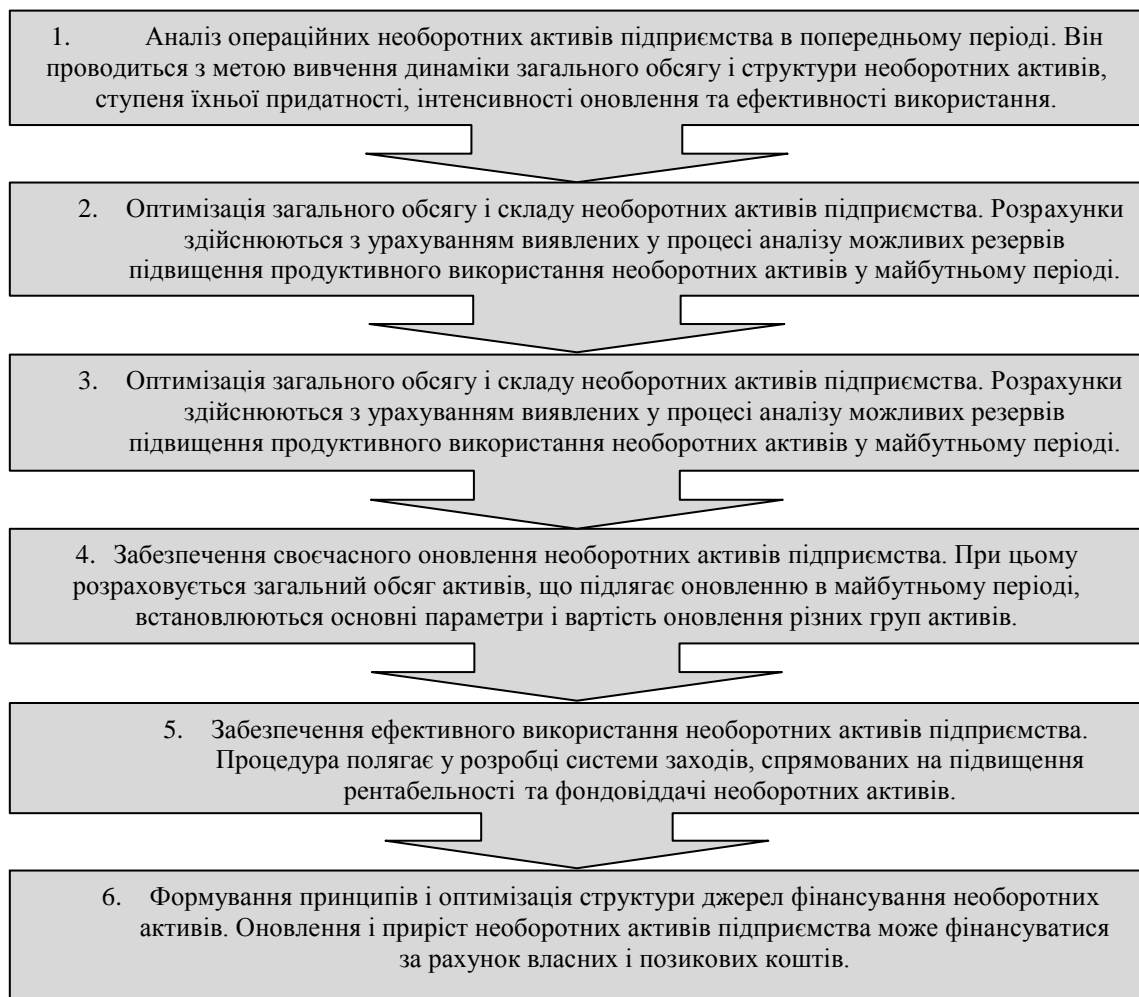 1. Аналіз операційних необоротних активів підприємства в попередньому періоді. Він
проводиться з метою вивчення динаміки загального обсягу і структури необоротних активів,
ступеня їхньої придатності, інтенсивності оновлення та ефективності використання.
2. Оптимізація загального обсягу і складу необоротних активів підприємства. Розрахунки
здійснюються з урахуванням виявлених у процесі аналізу можливих резервів
підвищення продуктивного використання необоротних активів у майбутньому періоді.
3. Оптимізація загального обсягу і складу необоротних активів підприємства. Розрахунки
здійснюються з урахуванням виявлених у процесі аналізу можливих резервів
підвищення продуктивного використання необоротних активів у майбутньому періоді.
4. Забезпечення своєчасного оновлення необоротних активів підприємства. При цьому
розраховується загальний обсяг активів, що підлягає оновленню в майбутньому періоді,
встановлюються основні параметри і вартість оновлення різних груп активів.
5. Забезпечення ефективного використання необоротних активів підприємства.
Процедура полягає у розробці системи заходів, спрямованих на підвищення
рентабельності та фондовіддачі необоротних активів.
6. Формування принципів і оптимізація структури джерел фінансування необоротних
активів. Оновлення і приріст необоротних активів підприємства може фінансуватися
за рахунок власних і позикових коштів.